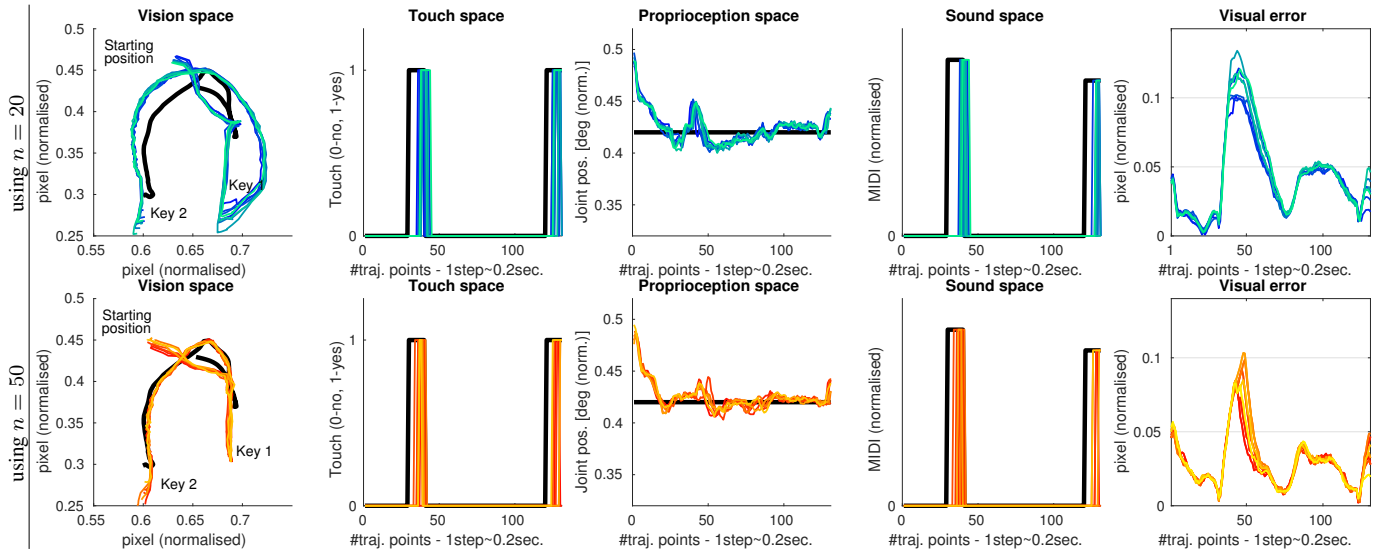 using n = 20
Vision space
pixel (normalised)
0.5
0.45
0.4
0.35
0.3
0.25
Starting
position
Key 1
Key 2
0.55
0.6
0.65
0.7
pixel (normalised)
Touch space
Touch (0-no, 1-yes)
1
0
0
50
100
#traj. points - 1step~0.2sec.
Proprioception space
Joint pos. [deg (norm.)]
0.5
0.45
0.4
0.35
0
50
100
#traj. points - 1step~0.2sec.
Sound space
MIDI (normalised)
0
0
50
100
#traj. points - 1step~0.2sec.
Visual error
pixel (normalised)
0.1
0.05
0
1
50
100
#traj. points - 1step~0.2sec.
using n = 50
Vision space
pixel (normalised)
0.5
0.45
0.4
0.35
0.3
0.25
Starting
position
Key 1
Key 2
0.55
0.6
0.65
0.7
pixel (normalised)
Touch space
Touch (0-no, 1-yes)
1
0
0
50
100
#traj. points - 1step~0.2sec.
Proprioception space
Joint pos. [deg (norm.)]
0.5
0.45
0.4
0.35
0
50
100
#traj. points - 1step~0.2sec.
Sound space
MIDI (normalised)
0
0
50
100
#traj. points - 1step~0.2sec.
Visual error
pixel (normalised)
0.1
0.05
0
1
50
100
#traj. points - 1step~0.2sec.